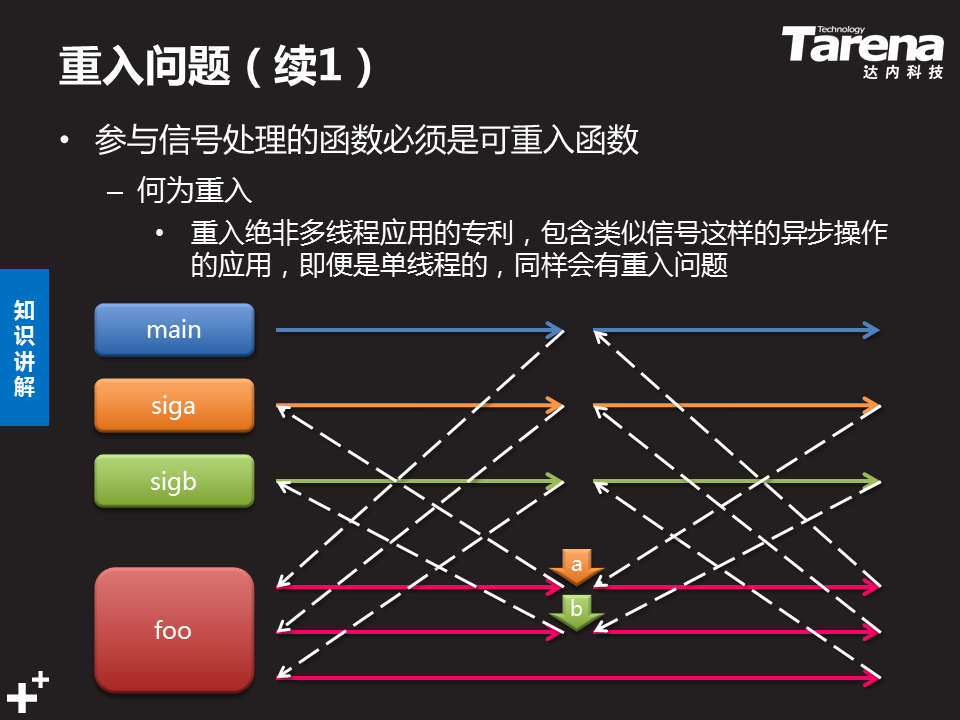 重入问题（续1）
Technology
Tarena
达内科技
• 参与信号处理的函数必须是可重入函数
– 何为重入
• 重入绝非多线程应用的专利，包含类似信号这样的异步操作
的应用，即便是单线程的，同样会有重入问题
知
识
讲
解
main
siga
sigb
a
b
foo